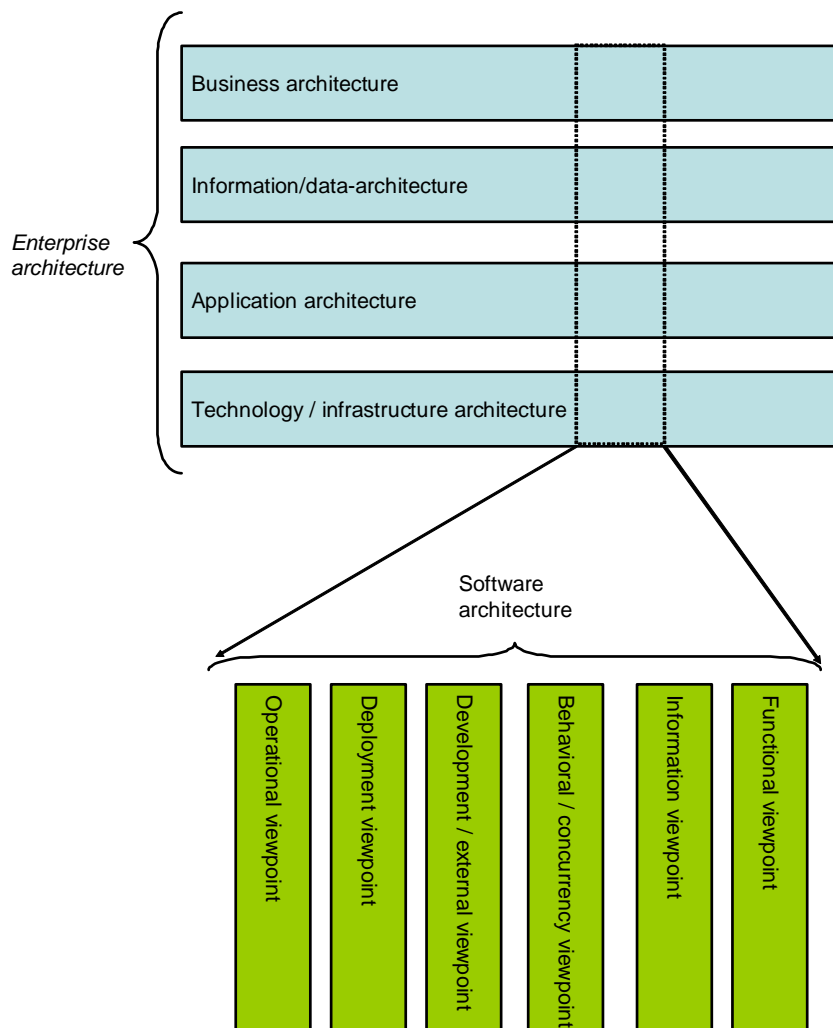 Business architecture
Information/data-architecture
Enterprise
architecture
Application architecture
Technology / infrastructure architecture
Software
architecture
Operational viewpoint
Deployment viewpoint
Development / external viewpoint
Behavioral / concurrency viewpoint
Information viewpoint
Functional viewpoint